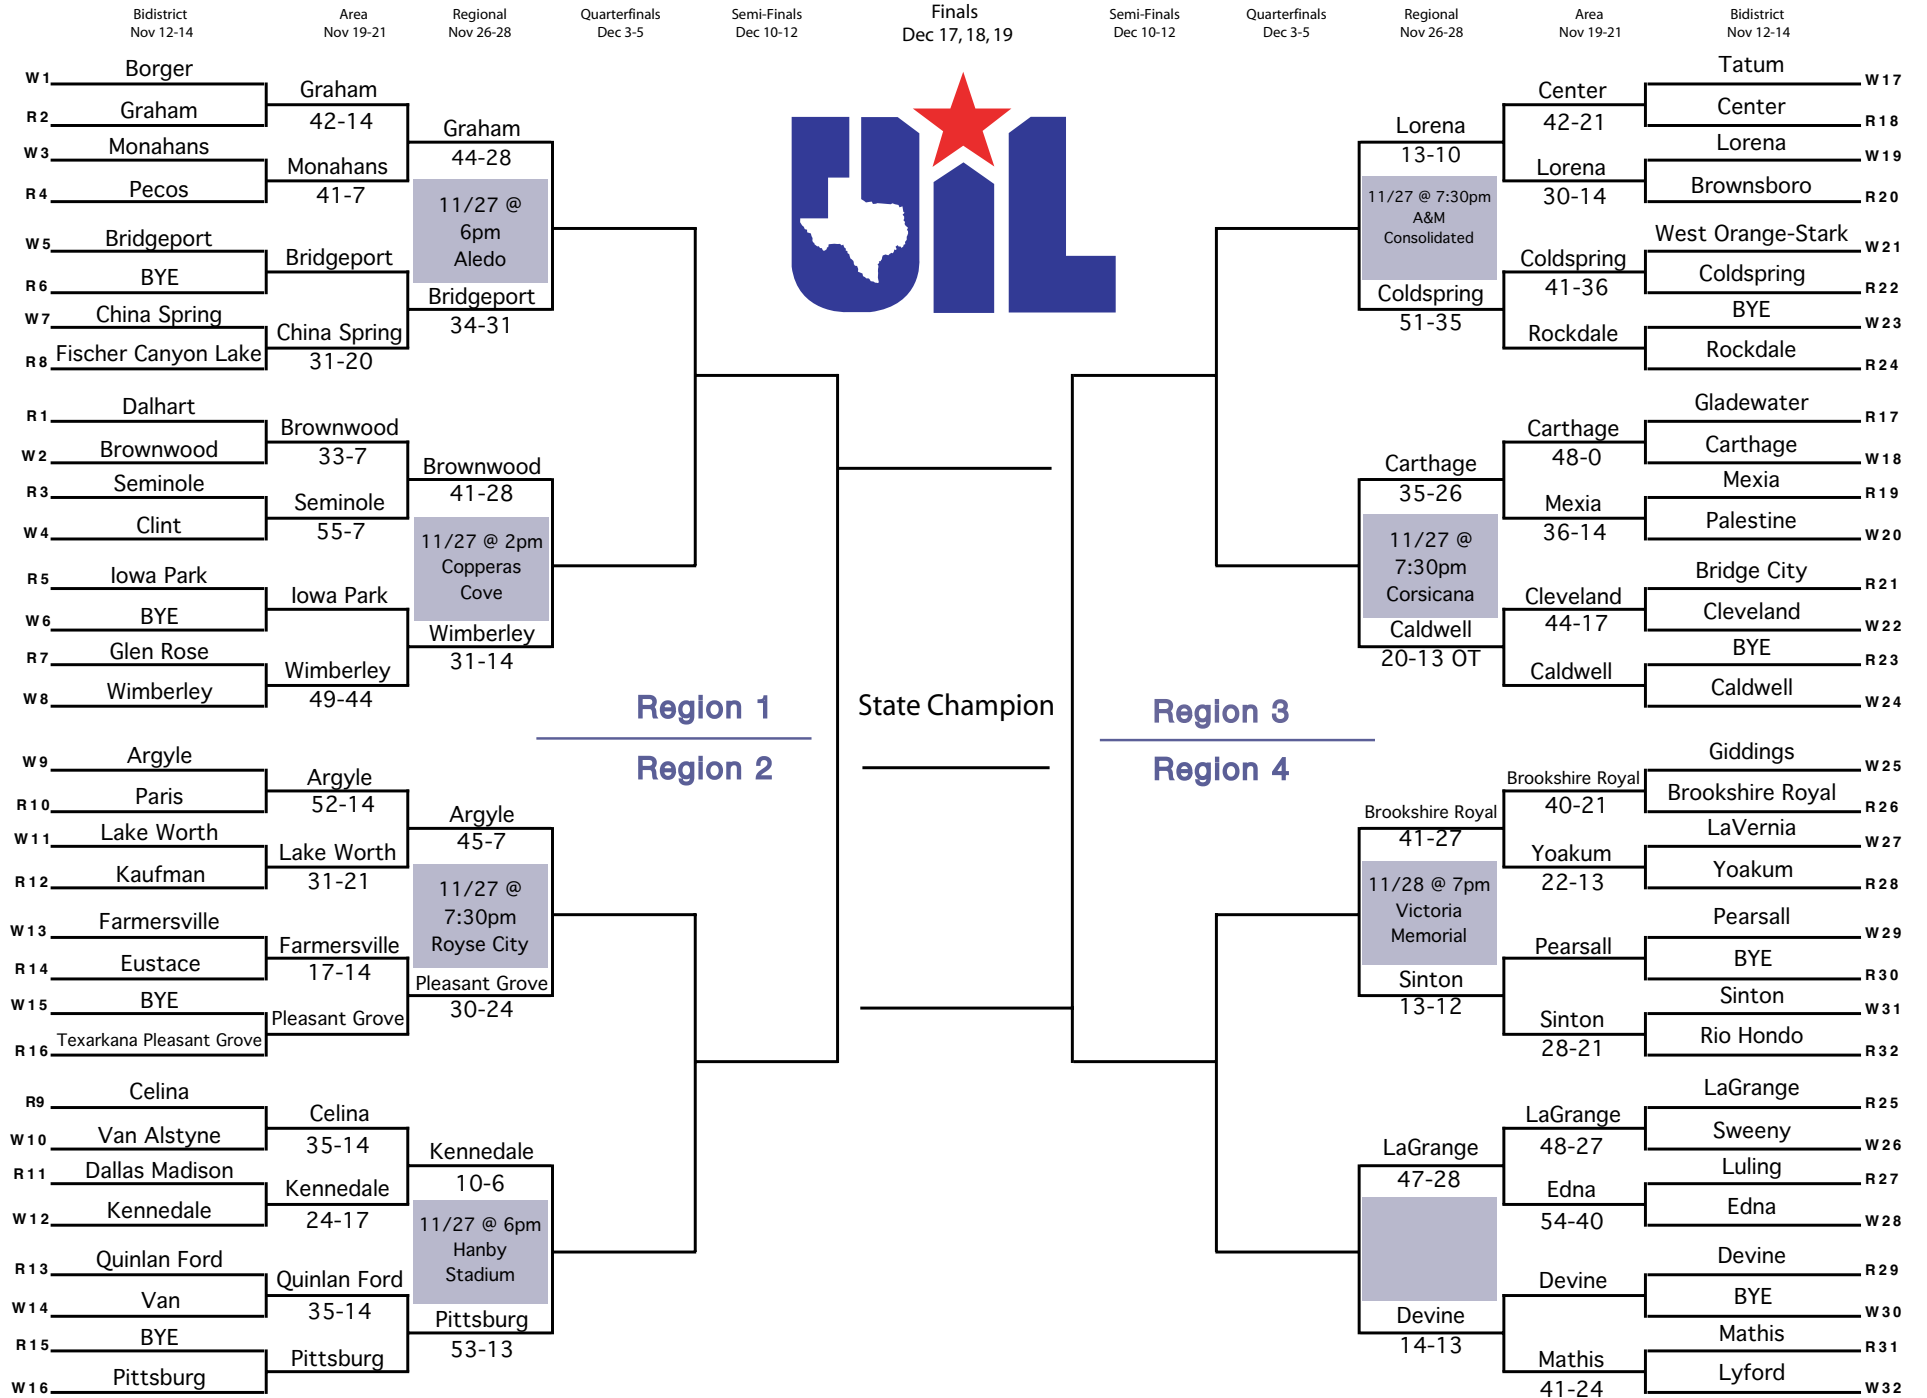 Bidistrict
Nov 12-14
Area
Nov 19-21
Regional
Nov 26-28
Quarterfinals
Dec 3-5
Semi-Finals
Dec 10-12
Finals
Dec 17, 18, 19
Semi-Finals
Dec 10-12
Quarterfinals
Dec 3-5
Regional
Nov 26-28
Area
Nov 19-21
Bidistrict
Nov 12-14
W1 Borger
R2 Graham
W3 Monahans
R4 Pecos
W5 Bridgeport
R6 BYE
W7 China Spring
R8 Fischer Canyon Lake
R1 Dalhart
W2 Brownwood
R3 Seminole
W4 Clint
R5 Iowa Park
W6 BYE
R7 Glen Rose
W8 Wimberley
W9 Argyle
R10 Paris
W11 Lake Worth
R12 Kaufman
W13 Farmersville
R14 Eustace
W15 BYE
R16 Texarkana Pleasant Grove
R9 Celina
W10 Van Alstyne
R11 Dallas Madison
W12 Kennedale
R13 Quinlan Ford
W14 Van
R15 BYE
W16 Pittsburg
Graham
42-14
Monahans
41-7
Bridgeport
China Spring
31-20
Brownwood
33-7
Seminole
55-7
Iowa Park
Wimberley
49-44
Argyle
52-14
Lake Worth
31-21
Farmersville
17-14
Pleasant Grove
Celina
35-14
Kennedale
24-17
Quinlan Ford
35-14
Pittsburg
Graham
44-28
11/27 @
6pm
Aledo
Bridgeport
34-31
Brownwood
41-28
11/27 @ 2pm
Copperas
Cove
Wimberley
31-14
Argyle
45-7
11/27 @
7:30pm
Royse City
Pleasant Grove
30-24
Kennedale
10-6
11/27 @ 6pm
Hanby
Stadium
Pittsburg
53-13
UIL
Region 1
Region 2
State Champion
Region 3
Region 4
Lorena
13-10
11/27 @ 7:30pm
A&M
Consolidated
Coldspring
51-35
Carthage
35-26
11/27 @
7:30pm
Corsicana
Caldwell
20-13 OT
Brookshire Royal
41-27
11/28 @ 7pm
Victoria
Memorial
Sinton
13-12
LaGrange
47-28
Devine
14-13
Center
42-21
Lorena
30-14
Coldspring
41-36
Rockdale
Carthage
48-0
Mexia
36-14
Cleveland
44-17
Caldwell
Brookshire Royal
40-21
Yoakum
22-13
Pearsall
Sinton
28-21
LaGrange
48-27
Edna
54-40
Devine
Mathis
41-24
Tatum W17
Center R18
Lorena W19
Brownsboro R20
West Orange-Stark W21
Coldspring R22
BYE W23
Rockdale R24
Gladewater R17
Carthage W18
Mexia R19
Palestine W20
Bridge City R21
Cleveland W22
BYE R23
Caldwell W24
Giddings W25
Brookshire Royal R26
LaVernia W27
Yoakum R28
Pearsall W29
BYE R30
Sinton W31
Rio Hondo R32
LaGrange R25
Sweeny W26
Luling R27
Edna W28
Devine R29
BYE W30
Mathis R31
Lyford W32